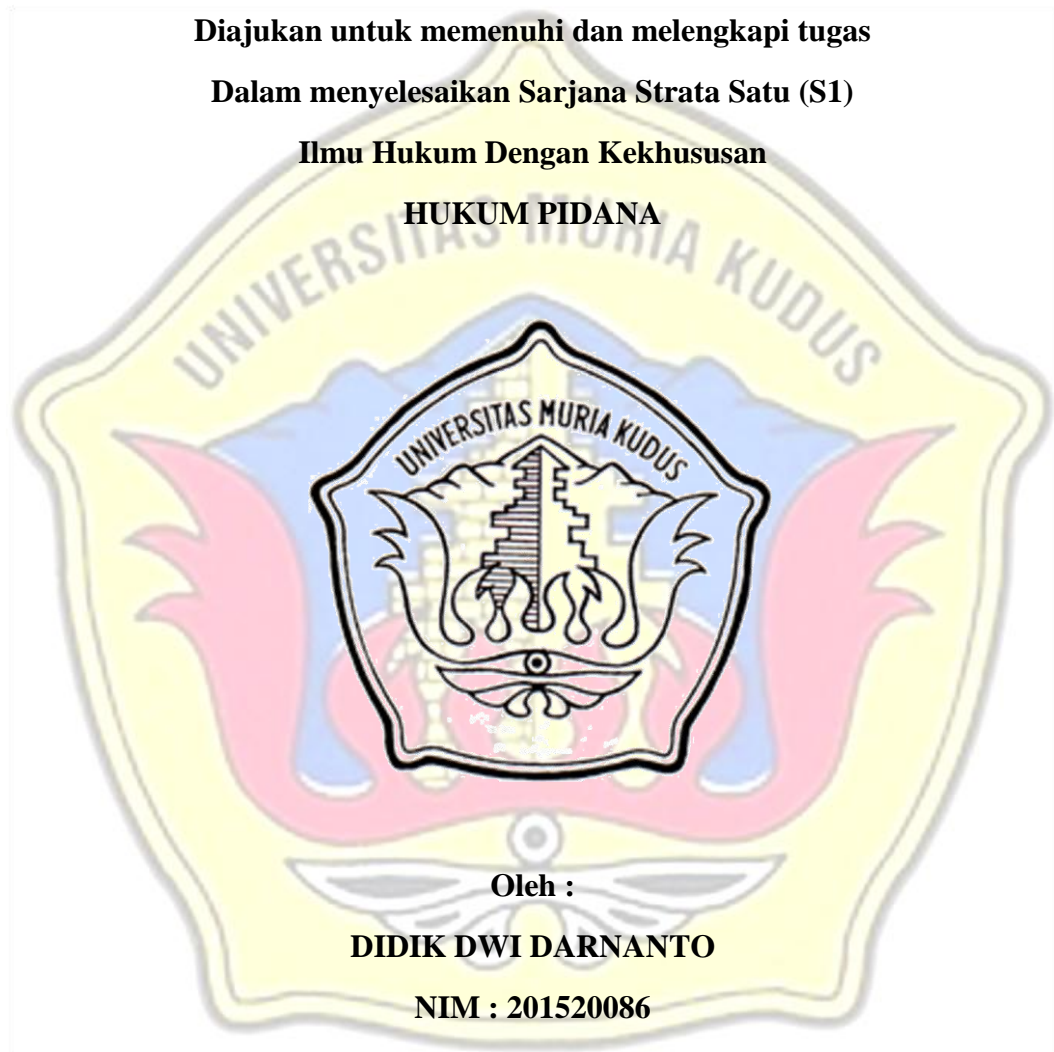 Diajukan untuk memenuhi dan melengkapi tugas
Dalam menyelesaikan Sarjana Strata Satu (S1)
Ilmu Hukum Dengan Kekhususan
HUKUM PIDANA
UNIVERSITAS MURIA KUDUS
UNIVERSITAS MURIA KUDUS
Oleh :
DIDIK DWI DARNANTO
NIM : 201520086